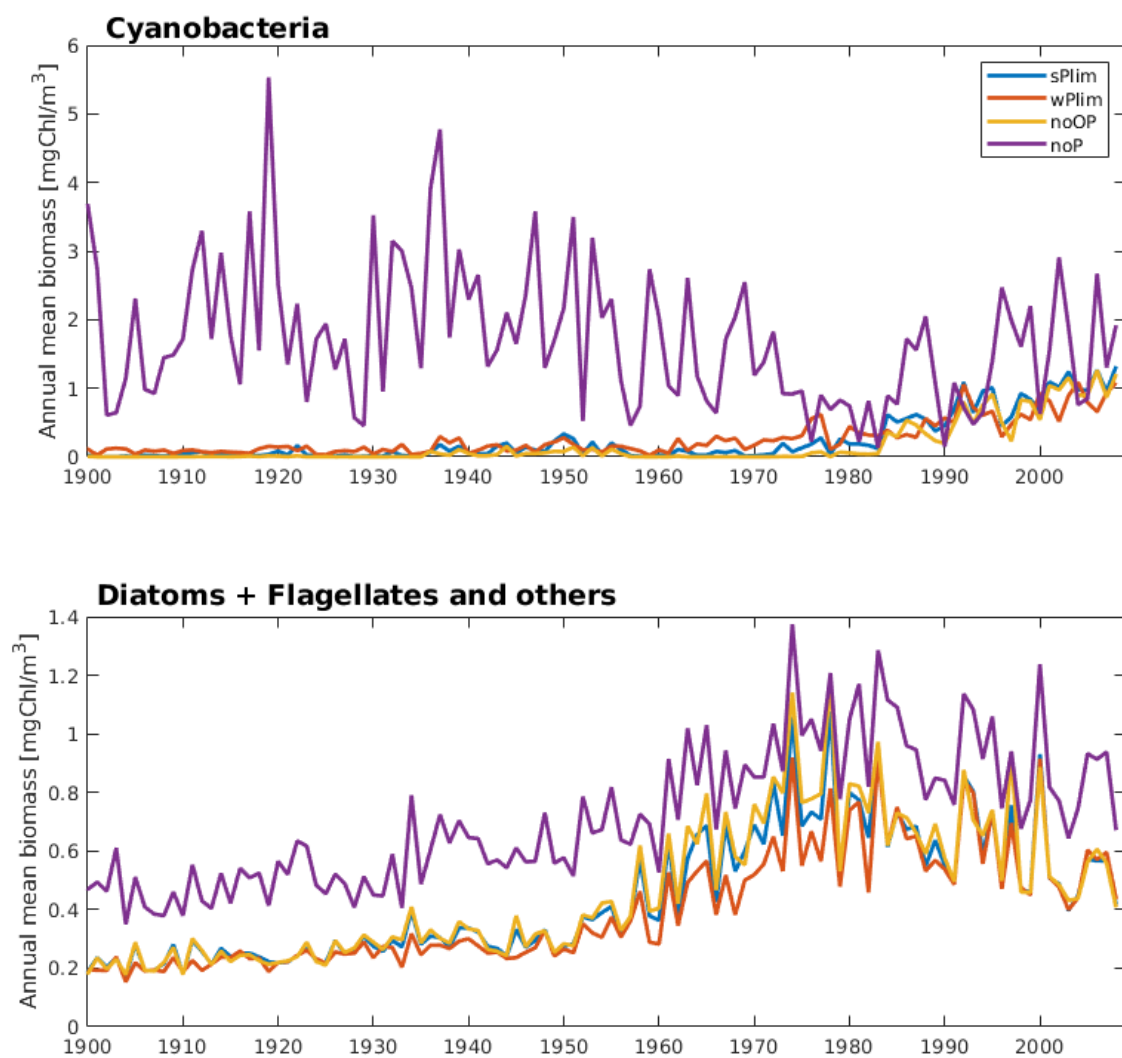 Cyanobacteria
Annual mean biomass [mgChl/m³]
6
5
4
3
2
1
0
sPlim
wPlim
noOP
noP
1900 1910 1920 1930 1940 1950 1960 1970 1980 1990 2000
Diatoms + Flagellates and others
Annual mean biomass [mgChl/m³]
1.4
1.2
1
0.8
0.6
0.4
0.2
0
1900 1910 1920 1930 1940 1950 1960 1970 1980 1990 2000